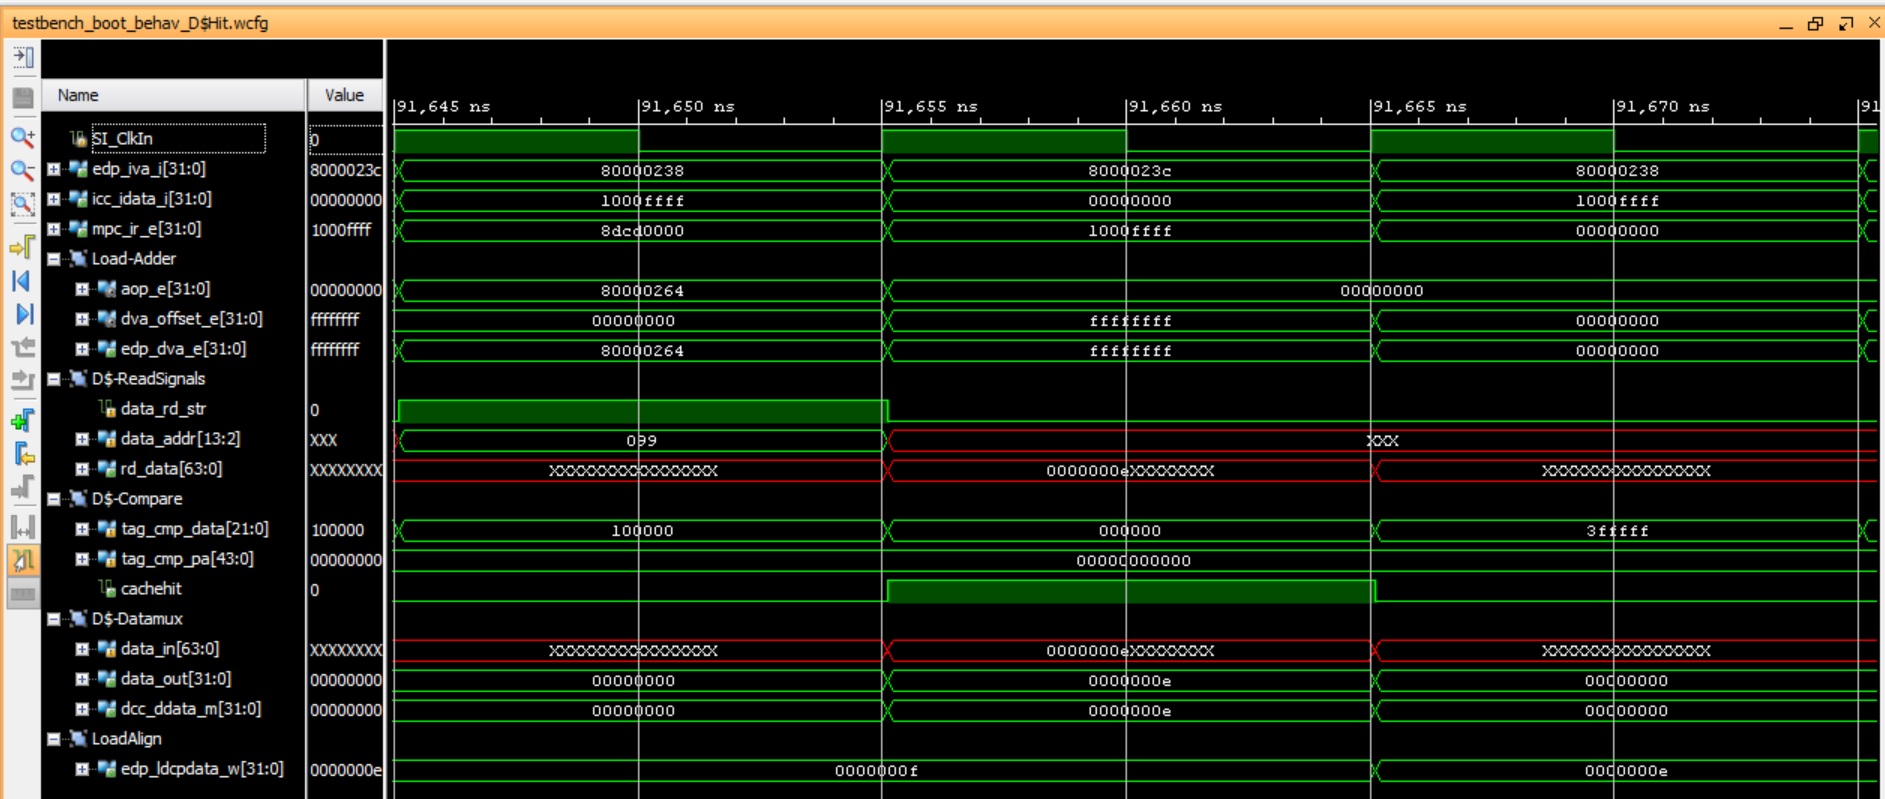 testbench_boot_behav_D$Hit.wcfg
Name Value 91,645 ns 91,650 ns 91,655 ns 91,660 ns 91,665 ns 91,670 ns 91
SI_ClkIn 0
edp_iva_i[31:0] 8000023c 80000238 8000023c 80000238
icc_idata_i[31:0] 00000000 1000ffff 00000000 1000ffff
mpc_ir_e[31:0] 1000ffff 8dcd0000 1000ffff 00000000
Load-Adder
aop_e[31:0] 00000000 80000264 00000000
dva_offset_e[31:0] ffffffff 00000000 ffffffff 00000000
edp_dva_e[31:0] ffffffff 80000264 ffffffff 00000000
D$-ReadSignals
data_rd_str 0
data_addr[13:2] XXX 099 XXX
rd_data[63:0] XXXXXXXX XXXXXXXXXXXXXXXX 0000000eXXXXXXXX XXXXXXXXXXXXXXXX
D$-Compare
tag_cmp_data[21:0] 100000 100000 000000 3fffff
tag_cmp_pa[43:0] 00000000 00000000000
cachehit 0
D$-Datamux
data_in[63:0] XXXXXXXX XXXXXXXXXXXXXXXX 0000000eXXXXXXXX XXXXXXXXXXXXXXXX
data_out[31:0] 00000000 00000000 0000000e 00000000
dcc_ddata_m[31:0] 00000000 00000000 0000000e 00000000
LoadAlign
edp_ldcpdata_w[31:0] 0000000e 0000000f 0000000e